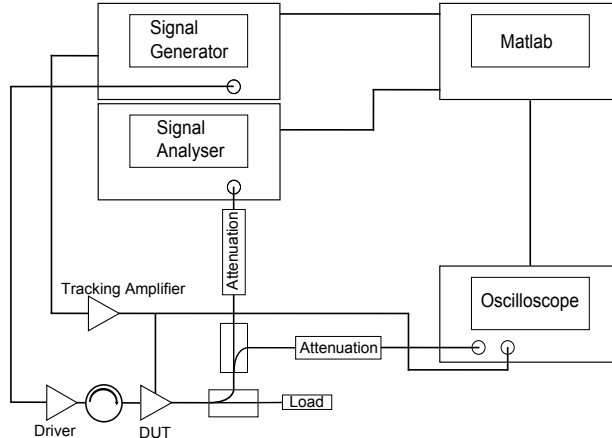 Signal
Generator
Matlab
Signal
Analyser
Attenuation
Tracking Amplifier
Oscilloscope
Attenuation
Load
Driver
DUT